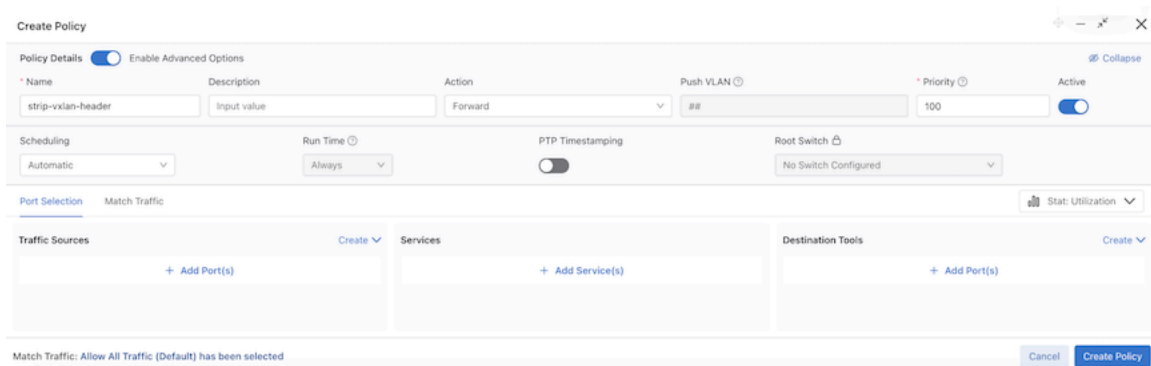 Create Policy
Policy Details Enable Advanced Options Collapse
* Name Description Action Push VLAN * Priority Active
strip-vxlan-header Input value Forward ## 100
Scheduling Run Time PTP Timestamping Root Switch
Automatic Always No Switch Configured
Port Selection Match Traffic Stat: Utilization
Traffic Sources Create Services Destination Tools Create
+ Add Port(s) + Add Service(s) + Add Port(s)
Match Traffic: Allow All Traffic (Default) has been selected Cancel Create Policy